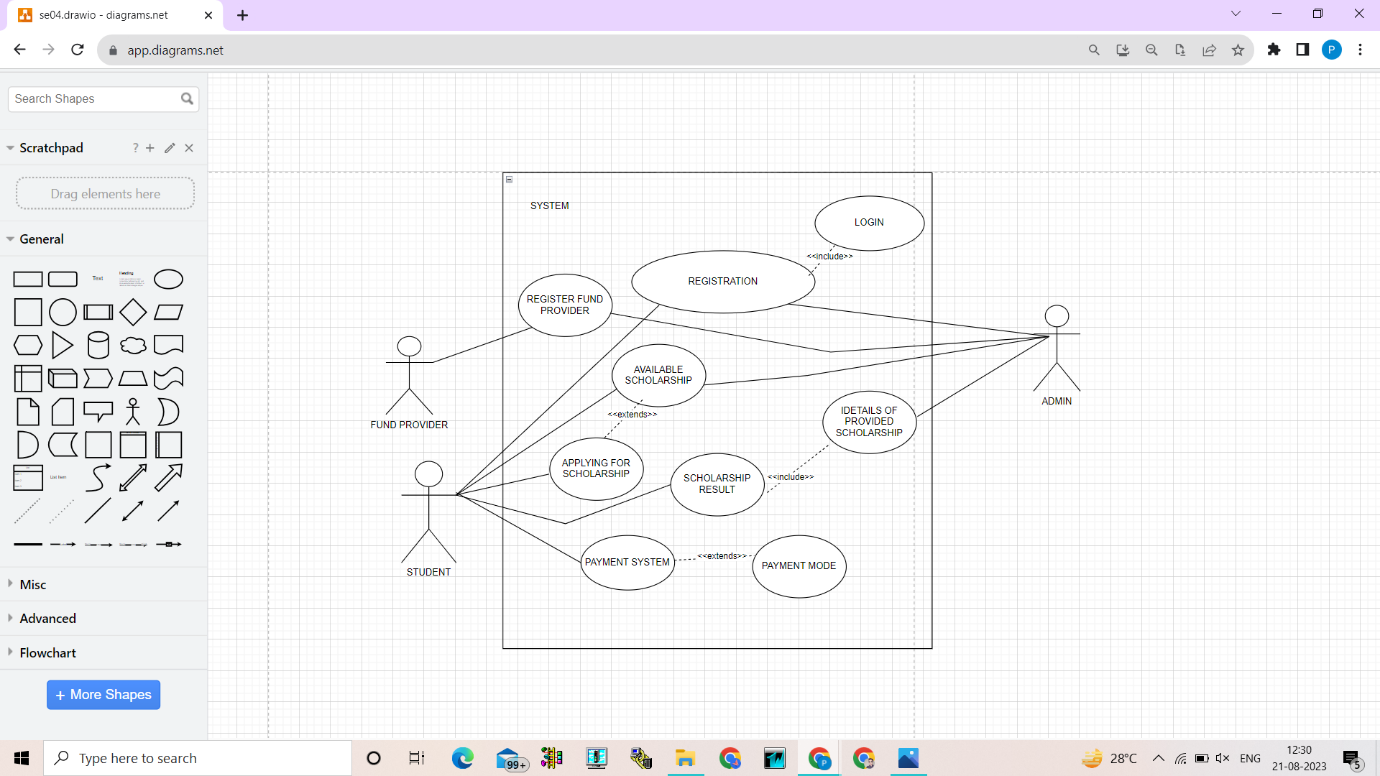 se04.drawio - diagrams.net
app.diagrams.net
P
Search Shapes
Scratchpad
?
Drag elements here
General
Text
Heading
List Item
Misc
Advanced
Flowchart
+ More Shapes
SYSTEM
LOGIN
<<include>>
REGISTRATION
REGISTER FUND
PROVIDER
AVAILABLE
SCHOLARSHIP
<<extends>>
IDETAILS OF
PROVIDED
SCHOLARSHIP
ADMIN
FUND PROVIDER
APPLYING FOR
SCHOLARSHIP
SCHOLARSHIP
RESULT
<<include>>
STUDENT
PAYMENT SYSTEM
<<extends>>
PAYMENT MODE
Type here to search
99+
P
28°C
ENG
12:30
21-08-2023
5